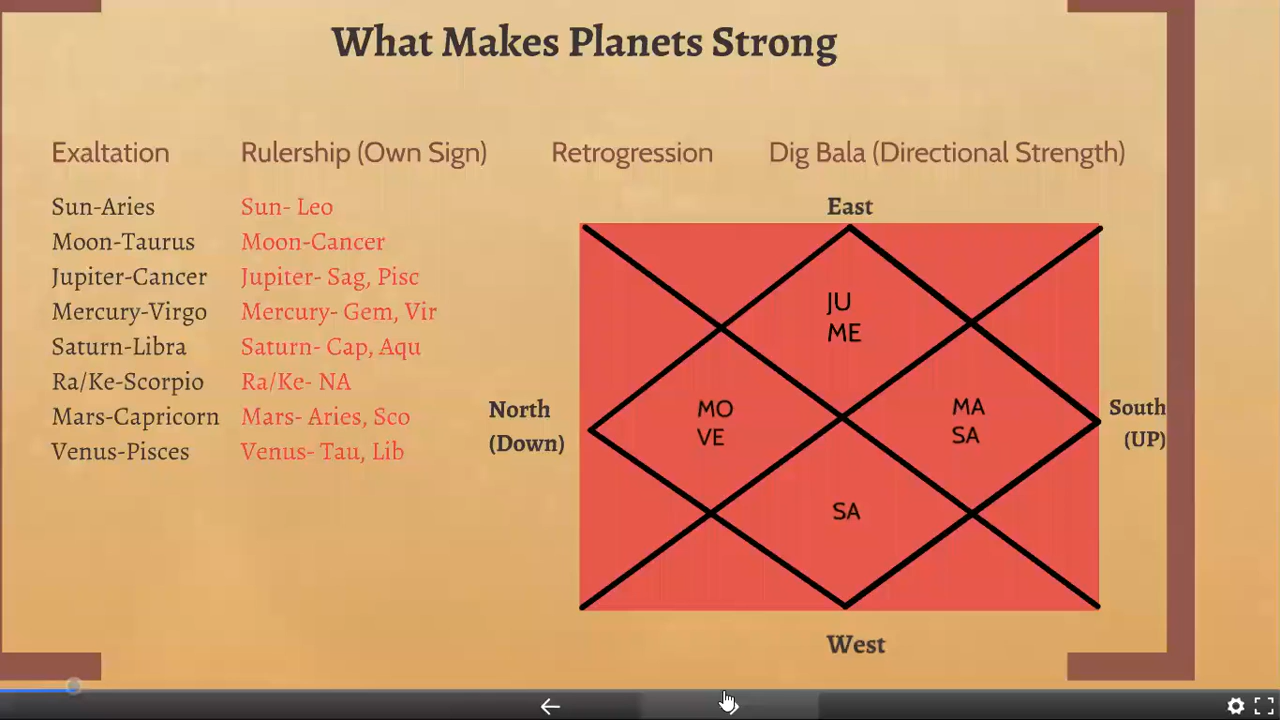 What Makes Planets Strong
Exaltation
Sun-Aries
Moon-Taurus
Jupiter-Cancer
Mercury-Virgo
Saturn-Libra
Ra/Ke-Scorpio
Mars-Capricorn
Venus-Pisces
Rulership (Own Sign)
Sun- Leo
Moon-Cancer
Jupiter- Sag, Pisc
Mercury- Gem, Vir
Saturn- Cap, Aqu
Ra/Ke- NA
Mars- Aries, Sco
Venus- Tau, Lib
Retrogression
Dig Bala (Directional Strength)
East
JU
ME
North
(Down)
MO
VE
MA
SA
South
(UP)
SA
West